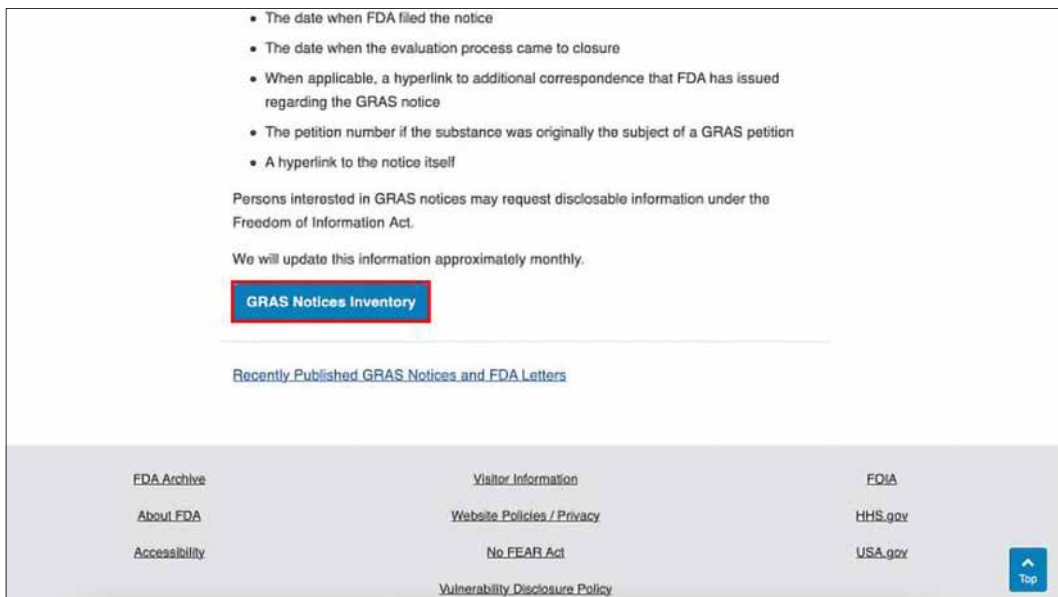 • The date when FDA filed the notice
• The date when the evaluation process came to closure
• When applicable, a hyperlink to additional correspondence that FDA has issued
regarding the GRAS notice
• The petition number if the substance was originally the subject of a GRAS petition
• A hyperlink to the notice itself
Persons interested in GRAS notices may request disclosable information under the
Freedom of Information Act.
We will update this information approximately monthly.
GRAS Notices Inventory
Recently Published GRAS Notices and FDA Letters
FDA Archive Visitor Information FOIA
About FDA Website Policies / Privacy HHS.gov
Accessibility No FEAR Act USA.gov
Vulnerability Disclosure Policy
Top